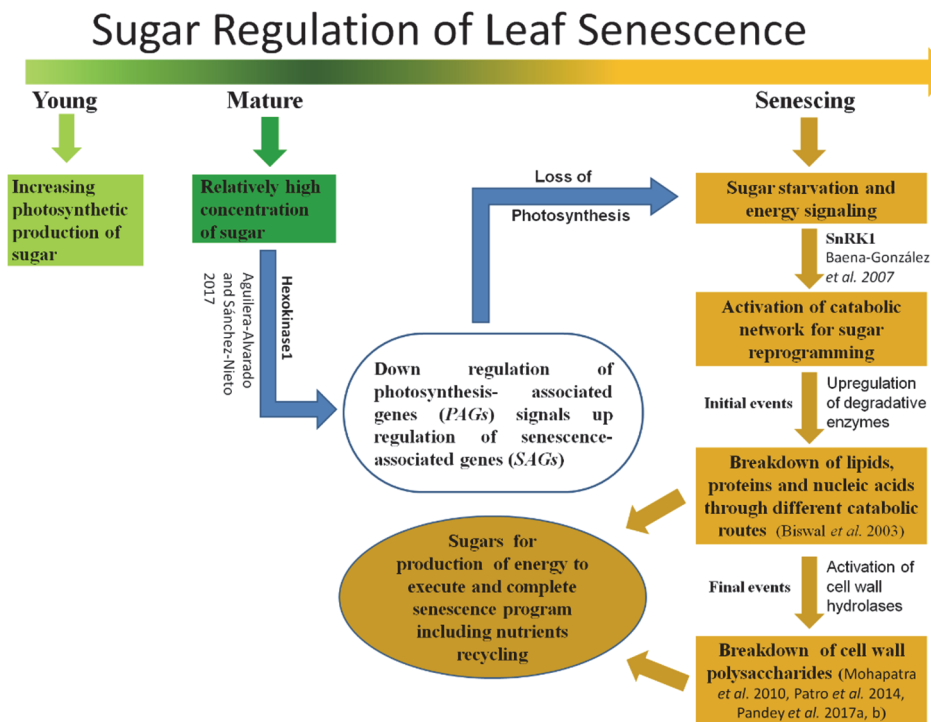 Sugar Regulation of Leaf Senescence
Young
Mature
Senescing
Increasing
photosynthetic
production of
sugar
Relatively high
concentration
of sugar
Hexokinase1
Aguilera-Alvarado
and Sánchez-Nieto
2017
Down regulation of
photosynthesis- associated
genes (PAGs) signals up
regulation of senescence-
associated genes (SAGs)
Loss of
Photosynthesis
Sugar starvation and
energy signaling
SnRK1
Baena-González
et al. 2007
Activation of catabolic
network for sugar
reprogramming
Initial events
Upregulation
of degradative
enzymes
Breakdown of lipids,
proteins and nucleic acids
through different catabolic
routes (Biswal et al. 2003)
Final events
Activation of
cell wall
hydrolases
Breakdown of cell wall
polysaccharides (Mohapatra
et al. 2010, Patro et al. 2014,
Pandey et al. 2017a, b)
Sugars for
production of energy to
execute and complete
senescence program
including nutrients
recycling